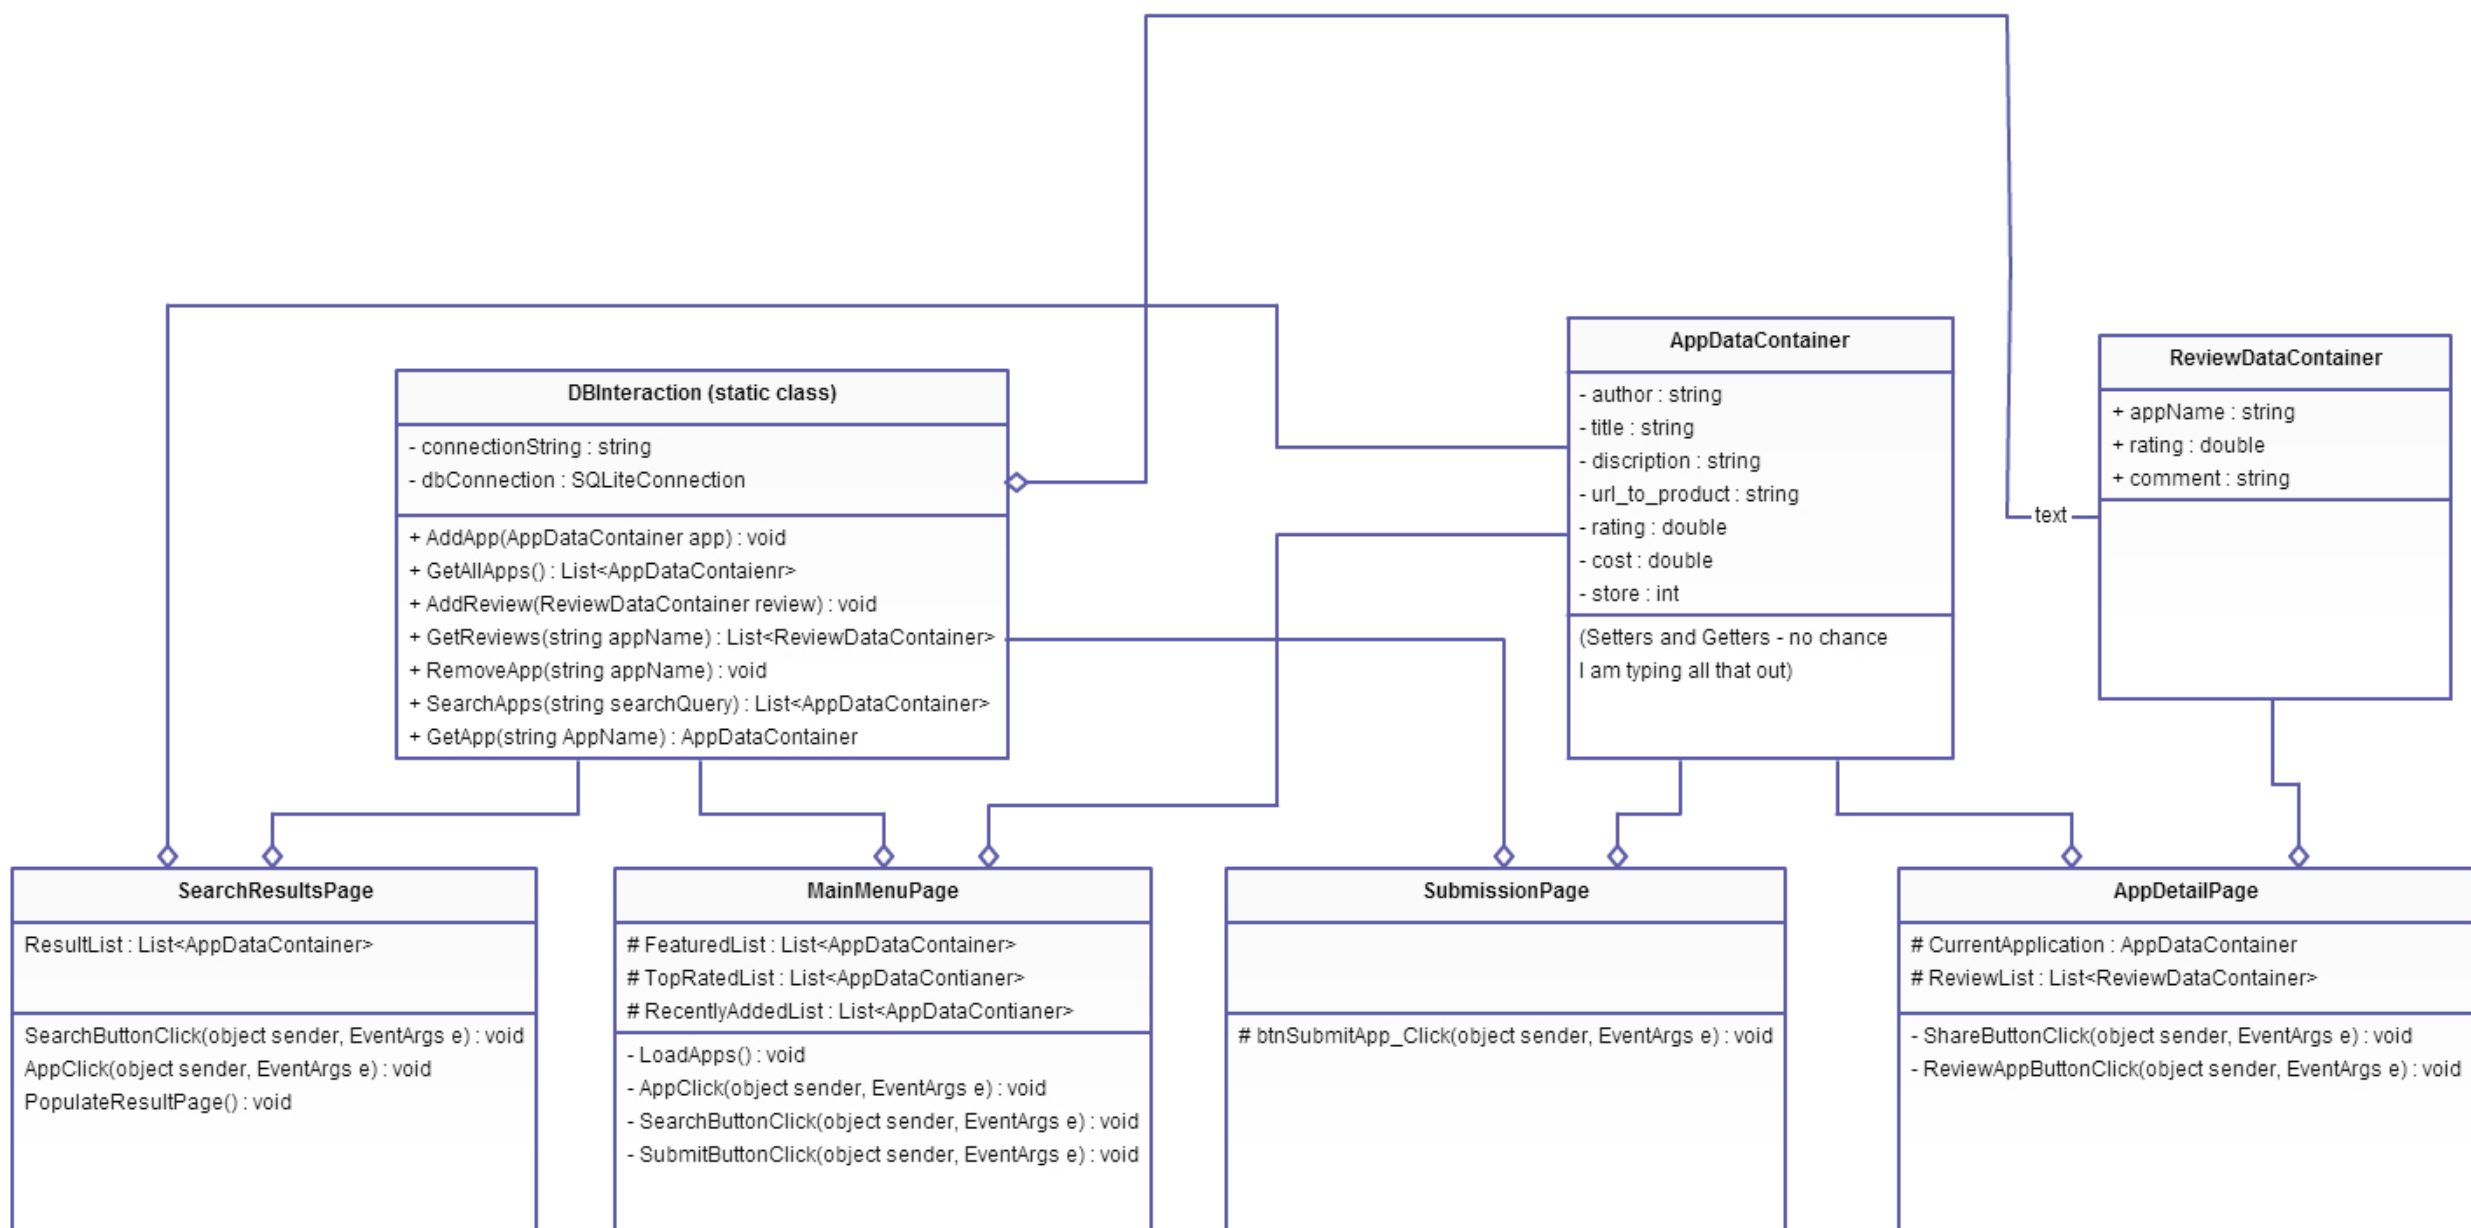 DBInteraction (static class)
- connectionString : string
- dbConnection : SQLiteConnection
+ AddApp(AppDataContainer app) : void
+ GetAllApps() : List<AppDataContaienr>
+ AddReview(ReviewDataContainer review) : void
+ GetReviews(string appName) : List<ReviewDataContainer>
+ RemoveApp(string appName) : void
+ SearchApps(string searchQuery) : List<AppDataContainer>
+ GetApp(string AppName) : AppDataContainer
AppDataContainer
- author : string
- title : string
- discription : string
- url_to_product : string
- rating : double
- cost : double
- store : int
(Setters and Getters - no chance
I am typing all that out)
ReviewDataContainer
+ appName : string
+ rating : double
+ comment : string
text
SearchResultsPage
ResultList : List<AppDataContainer>
SearchButtonClick(object sender, EventArgs e) : void
AppClick(object sender, EventArgs e) : void
PopulateResultPage() : void
MainMenuPage
# FeaturedList : List<AppDataContainer>
# TopRatedList : List<AppDataContianer>
# RecentlyAddedList : List<AppDataContianer>
- LoadApps() : void
- AppClick(object sender, EventArgs e) : void
- SearchButtonClick(object sender, EventArgs e) : void
- SubmitButtonClick(object sender, EventArgs e) : void
SubmissionPage
# btnSubmitApp_Click(object sender, EventArgs e) : void
AppDetailPage
# CurrentApplication : AppDataContainer
# ReviewList : List<ReviewDataContainer>
- ShareButtonClick(object sender, EventArgs e) : void
- ReviewAppButtonClick(object sender, EventArgs e) : void